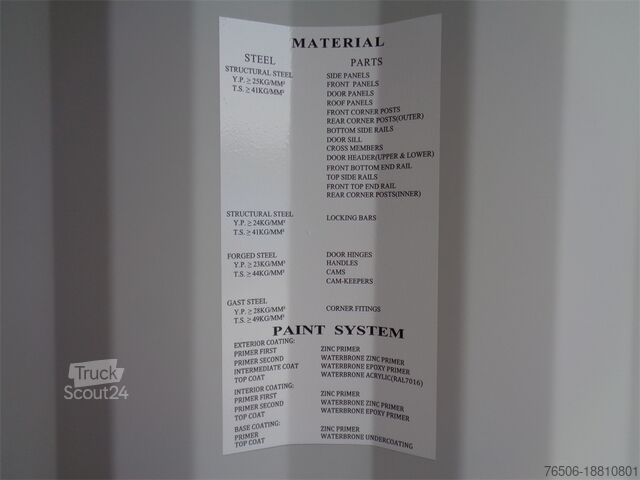 MATERIAL
STEEL PARTS
STRUCTURAL STEEL SIDE PANELS
Y.P. ≥ 25KG/MM² FRONT PANELS
T.S. ≥ 41KG/MM² DOOR PANELS
ROOF PANELS
FRONT CORNER POSTS
REAR CORNER POSTS(OUTER)
BOTTOM SIDE RAILS
DOOR SILL
CROSS MEMBERS
DOOR HEADER(UPPER & LOWER)
FRONT BOTTOM END RAIL
TOP SIDE RAILS
FRONT TOP END RAIL
REAR CORNER POSTS(INNER)
STRUCTURAL STEEL LOCKING BARS
Y.P. ≥ 24KG/MM²
T.S. ≥ 41KG/MM²
FORGED STEEL DOOR HINGES
Y.P. ≥ 23KG/MM² HANDLES
T.S. ≥ 44KG/MM² CAMS
CAM-KEEPERS
GAST STEEL CORNER FITTINGS
Y.P. ≥ 28KG/MM²
T.S. ≥ 49KG/MM²
PAINT SYSTEM
EXTERIOR COATING:
PRIMER FIRST ZINC PRIMER
PRIMER SECOND WATERBRONE ZINC PRIMER
INTERMEDIATE COAT WATERBRONE EPOXY PRIMER
TOP COAT WATERBRONE ACRYLIC(RAL7016)
INTERIOR COATING:
PRIMER FIRST ZINC PRIMER
PRIMER SECOND WATERBRONE ZINC PRIMER
TOP COAT WATERBRONE EPOXY PRIMER
BASE COATING:
PRIMER ZINC PRIMER
TOP COAT WATERBRONE UNDERCOATING
Truck
Scout24
76506-18810801